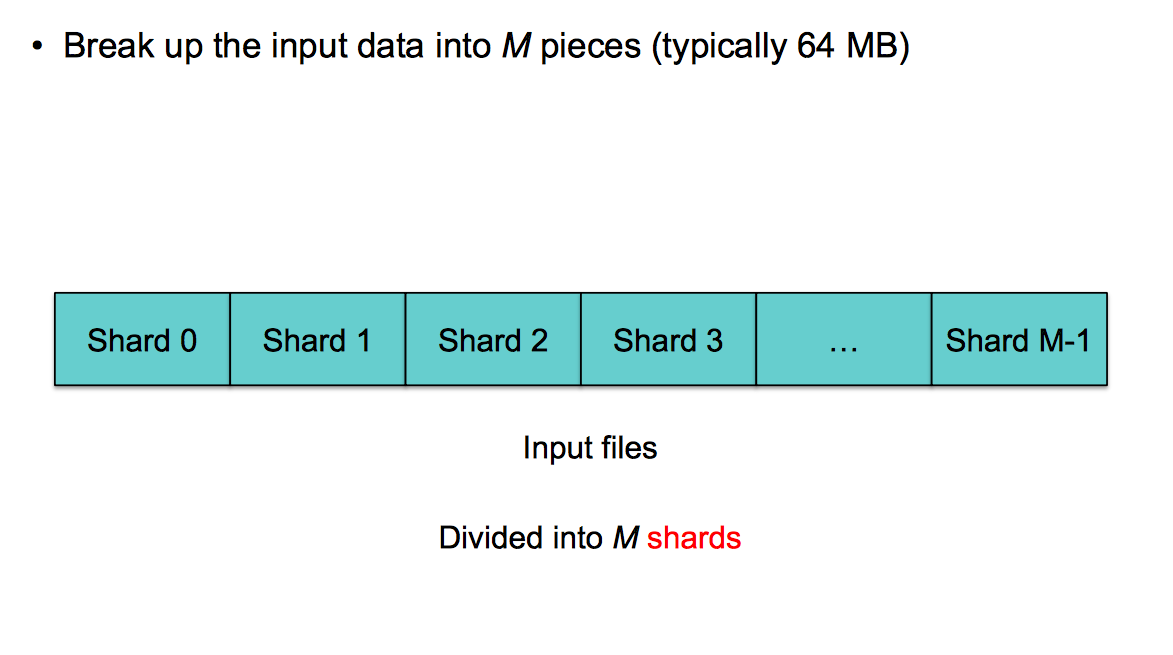 • Break up the input data into M pieces (typically 64 MB)
Shard 0 Shard 1 Shard 2 Shard 3 … Shard M-1
Input files
Divided into M shards